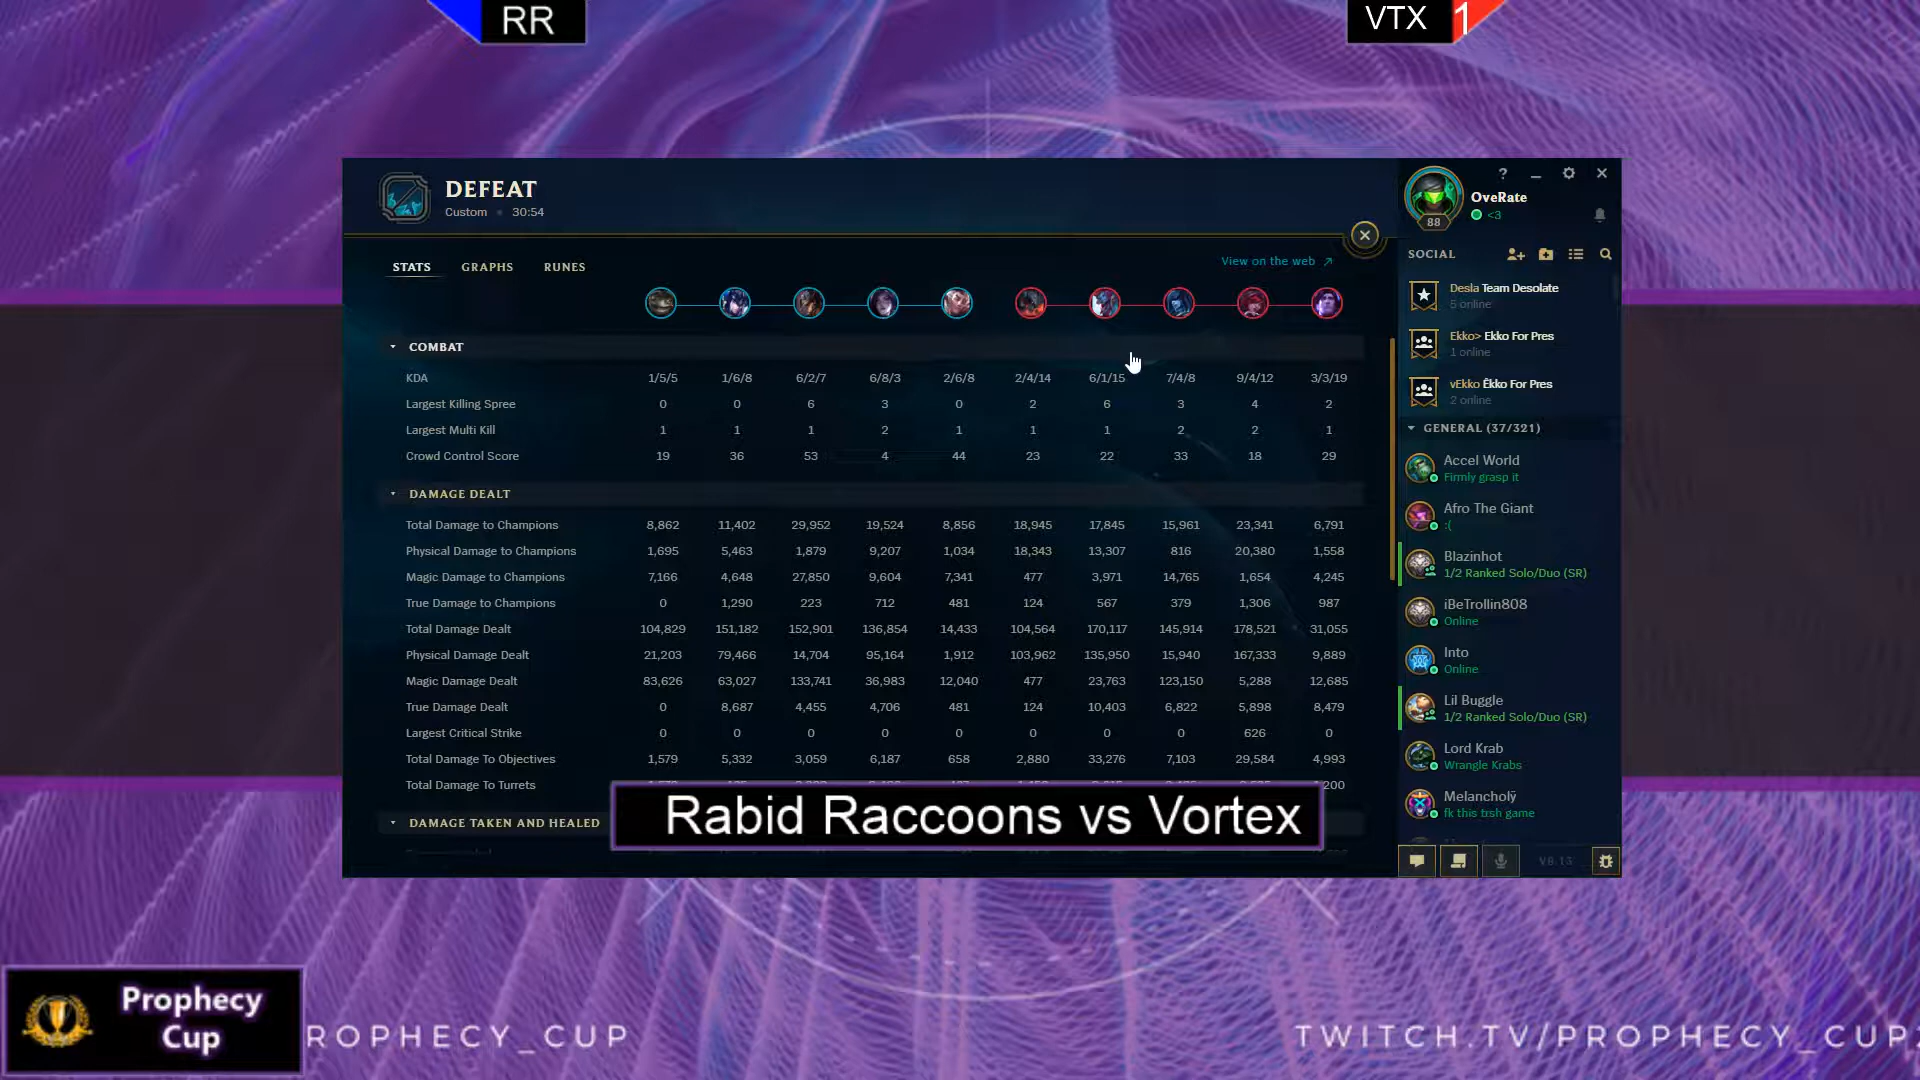 RR
VTX 1
DEFEAT
Custom • 30:54
STATS GRAPHS RUNES
View on the web
COMBAT
KDA 1/5/5 1/6/8 6/2/7 6/8/3 2/6/8 2/4/14 6/1/15 7/4/8 9/4/12 3/3/19
Largest Killing Spree 0 0 6 3 0 2 6 3 4 2
Largest Multi Kill 1 1 1 2 1 1 1 2 2 1
Crowd Control Score 19 36 53 4 44 23 22 33 18 29
DAMAGE DEALT
Total Damage to Champions 8,862 11,402 29,952 19,524 8,856 18,945 17,845 15,961 23,341 6,791
Physical Damage to Champions 1,695 5,463 1,879 9,207 1,034 18,343 13,307 816 20,380 1,558
Magic Damage to Champions 7,166 4,648 27,850 9,604 7,341 477 3,971 14,765 1,654 4,245
True Damage to Champions 0 1,290 223 712 481 124 567 379 1,306 987
Total Damage Dealt 104,829 151,182 152,901 136,854 14,433 104,564 170,117 145,914 178,521 31,055
Physical Damage Dealt 21,203 79,466 14,704 95,164 1,912 103,962 135,950 15,940 167,333 9,889
Magic Damage Dealt 83,626 63,027 133,741 36,983 12,040 477 23,763 123,150 5,288 12,685
True Damage Dealt 0 8,687 4,455 4,706 481 124 10,403 6,822 5,898 8,479
Largest Critical Strike 0 0 0 0 0 0 0 0 626 0
Total Damage To Objectives 1,579 5,332 3,059 6,187 658 2,880 33,276 7,103 29,584 4,993
Total Damage To Turrets
DAMAGE TAKEN AND HEALED
Rabid Raccoons vs Vortex
?
OveRate
88
<3
SOCIAL
Desla Team Desolate
5 online
Ekko> Ekko For Pres
1 online
vEkko Êkko For Pres
2 online
GENERAL (37/321)
Accel World
Firmly grasp it
Afro The Giant
:(
Blazinhot
1/2 Ranked Solo/Duo (SR)
iBeTrollin808
Online
Into
Online
Lil Buggle
1/2 Ranked Solo/Duo (SR)
Lord Krab
Wrangle Krabs
Melancholÿ
fk this trsh game
V8.13
Prophecy
Cup
ROPHECY_CUP
TWITCH.TV/PROPHECY_CUP